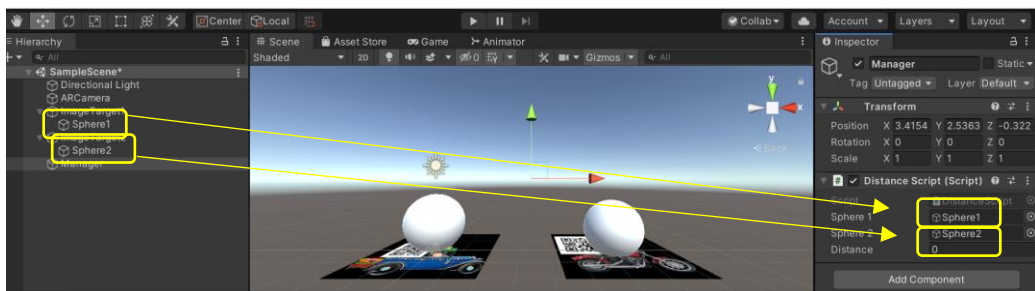 Center Local
Collab Account Layers Layout
Hierarchy
All
SampleScene*
Directional Light
ARCamera
ImageTarget1
Sphere1
Sphere2
Manager
Scene Asset Store Game Animator
Shaded 2D 0 Gizmos All
y
x
Back
Inspector
Manager Static
Tag Untagged Layer Default
Transform
Position X 3.4154 Y 2.5363 Z -0.322
Rotation X 0 Y 0 Z 0
Scale X 1 Y 1 Z 1
# Distance Script (Script)
Script DistanceScript
Sphere 1 Sphere1
Sphere 2 Sphere2
Distance 0
Add Component